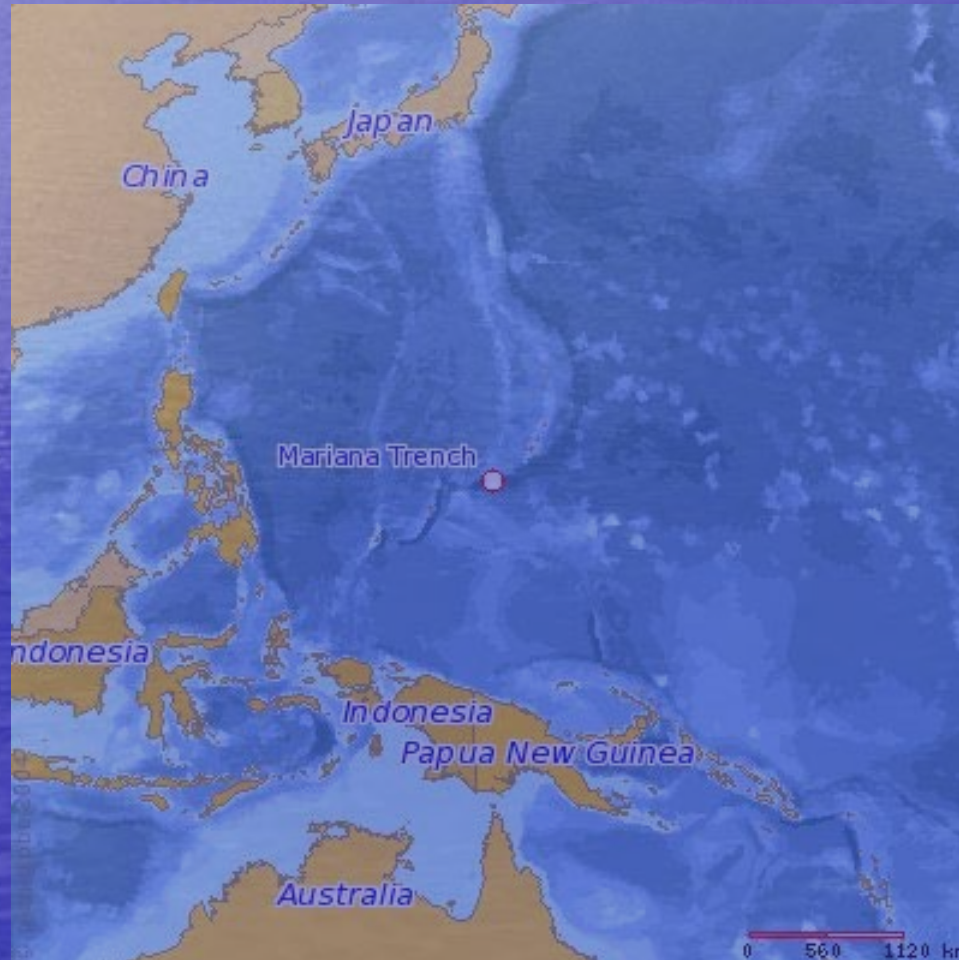 Japan
China
Mariana Trench
ndonesia
Indonesia
Papua New Guinea
Australia
0 560 1120 km